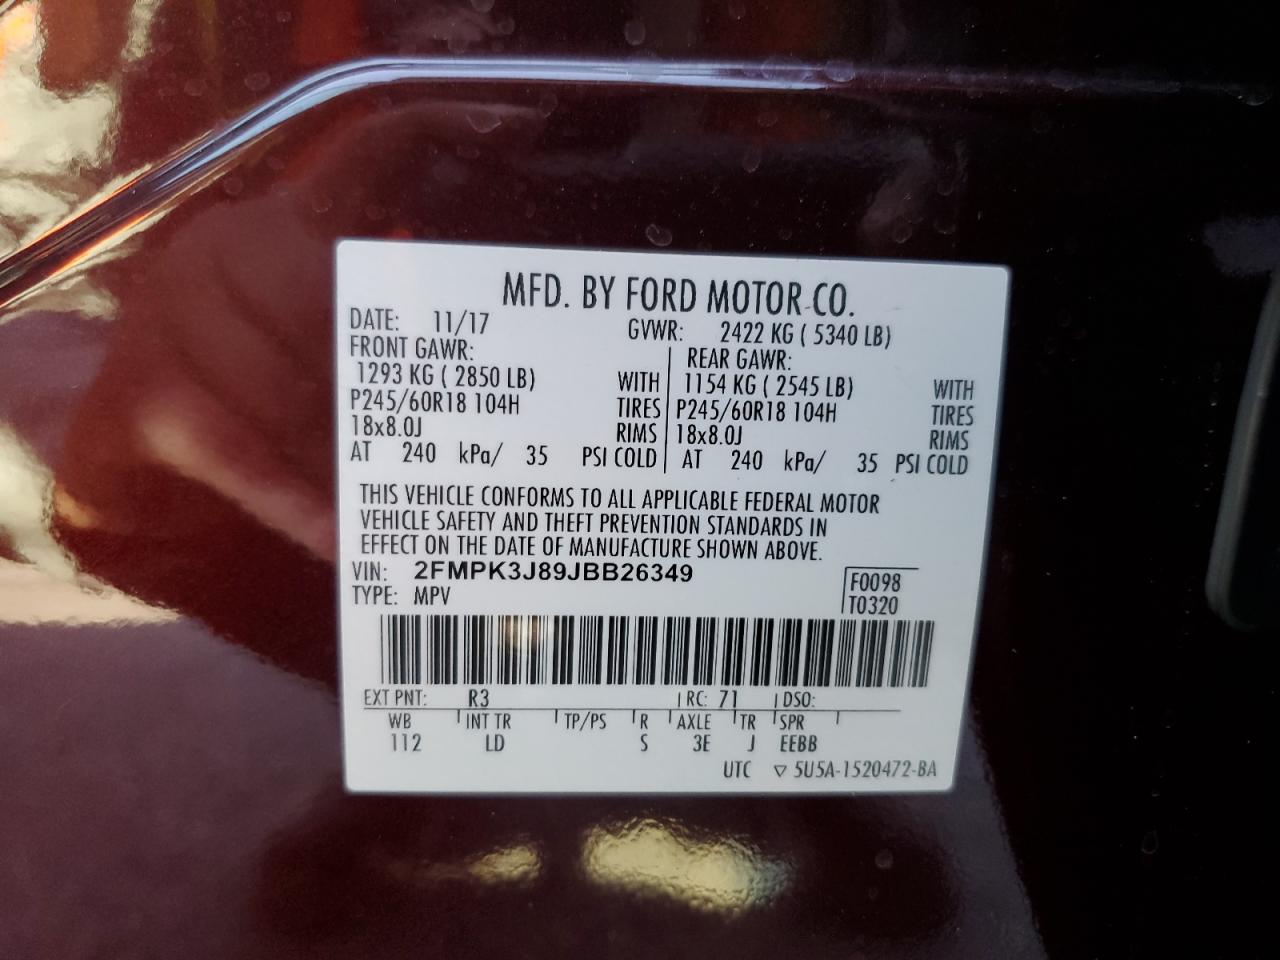 MFD. BY FORD MOTOR CO.
DATE: 11/17 GVWR: 2422 KG ( 5340 LB)
FRONT GAWR: REAR GAWR:
1293 KG ( 2850 LB) WITH 1154 KG ( 2545 LB) WITH
P245/60R18 104H TIRES P245/60R18 104H TIRES
18x8.0J RIMS 18x8.0J RIMS
AT 240 kPa/ 35 PSI COLD AT 240 kPa/ 35 PSI COLD
THIS VEHICLE CONFORMS TO ALL APPLICABLE FEDERAL MOTOR
VEHICLE SAFETY AND THEFT PREVENTION STANDARDS IN
EFFECT ON THE DATE OF MANUFACTURE SHOWN ABOVE.
VIN: 2FMPK3J89JBB26349 F0098
TYPE: MPV T0320
EXT PNT: R3 RC: 71 DSO:
WB INT TR TP/PS R AXLE TR SPR
112 LD S 3E J EEBB
UTC ▽ 5U5A-1520472-BA